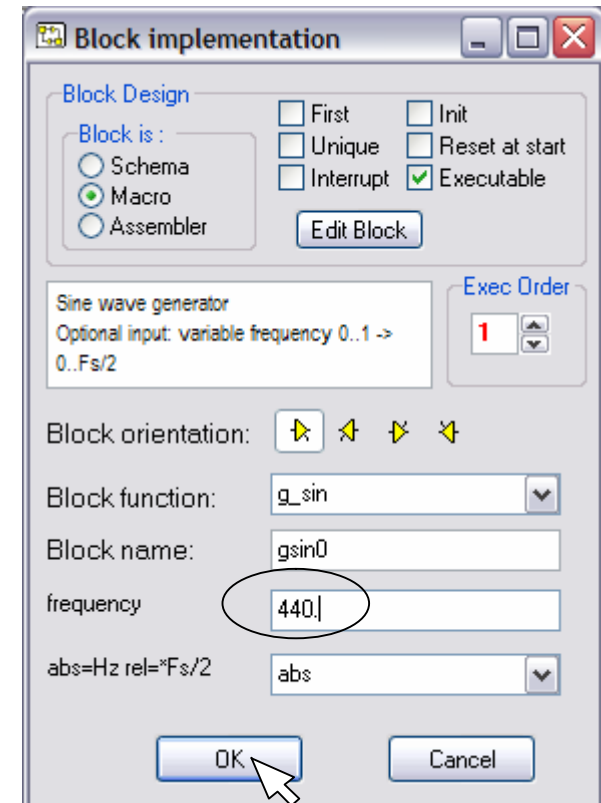 Block implementation
Block Design
Block is :
Schema
Macro
Assembler
First
Init
Unique
Reset at start
Interrupt
Executable
Edit Block
Sine wave generator
Optional input: variable frequency 0..1 ->
0..Fs/2
Exec Order
1
Block orientation:
Block function:
g_sin
Block name:
gsin0
frequency
440.
abs=Hz rel=*Fs/2
abs
OK
Cancel